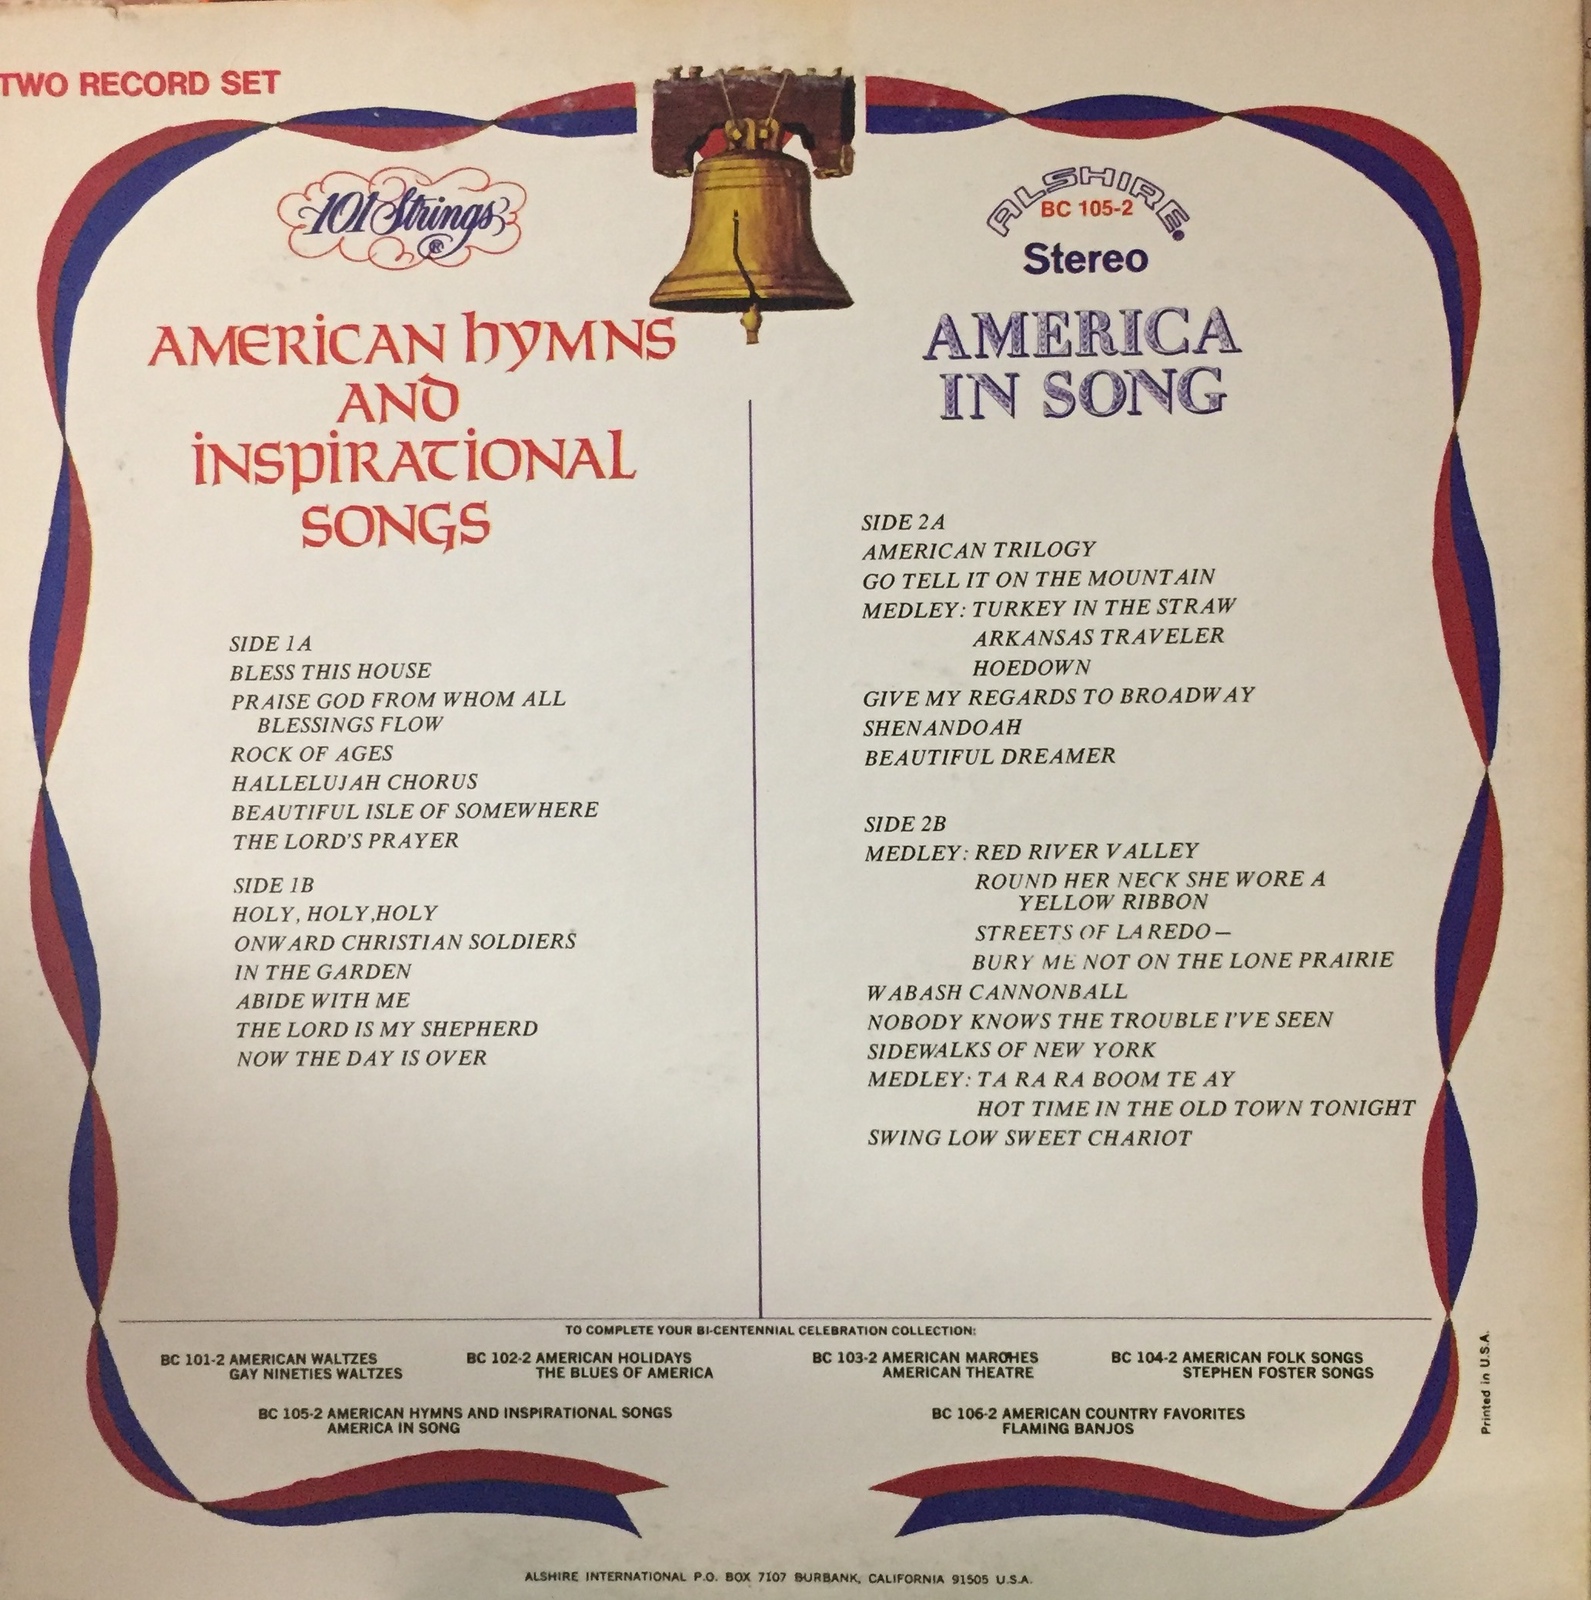 TWO RECORD SET
101 Strings
®
ALSHIRE
BC 105-2
Stereo
AMERICAN HYMNS
AND
INSPIRATIONAL
SONGS
SIDE 1A
BLESS THIS HOUSE
PRAISE GOD FROM WHOM ALL
BLESSINGS FLOW
ROCK OF AGES
HALLELUJAH CHORUS
BEAUTIFUL ISLE OF SOMEWHERE
THE LORD'S PRAYER
SIDE 1B
HOLY, HOLY,HOLY
ONWARD CHRISTIAN SOLDIERS
IN THE GARDEN
ABIDE WITH ME
THE LORD IS MY SHEPHERD
NOW THE DAY IS OVER
AMERICA
IN SONG
SIDE 2A
AMERICAN TRILOGY
GO TELL IT ON THE MOUNTAIN
MEDLEY: TURKEY IN THE STRAW
ARKANSAS TRAVELER
HOEDOWN
GIVE MY REGARDS TO BROADWAY
SHENANDOAH
BEAUTIFUL DREAMER
SIDE 2B
MEDLEY: RED RIVER VALLEY
ROUND HER NECK SHE WORE A
YELLOW RIBBON
STREETS OF LAREDO—
BURY ME NOT ON THE LONE PRAIRIE
WABASH CANNONBALL
NOBODY KNOWS THE TROUBLE I'VE SEEN
SIDEWALKS OF NEW YORK
MEDLEY: TA RA RA BOOM TE AY
HOT TIME IN THE OLD TOWN TONIGHT
SWING LOW SWEET CHARIOT
TO COMPLETE YOUR BI-CENTENNIAL CELEBRATION COLLECTION:
BC 101-2 AMERICAN WALTZES
GAY NINETIES WALTZES
BC 102-2 AMERICAN HOLIDAYS
THE BLUES OF AMERICA
BC 103-2 AMERICAN MARCHES
AMERICAN THEATRE
BC 104-2 AMERICAN FOLK SONGS
STEPHEN FOSTER SONGS
BC 105-2 AMERICAN HYMNS AND INSPIRATIONAL SONGS
AMERICA IN SONG
BC 106-2 AMERICAN COUNTRY FAVORITES
FLAMING BANJOS
Printed in U.S.A.
ALSHIRE INTERNATIONAL P.O. BOX 7107 BURBANK, CALIFORNIA 91505 U.S.A.